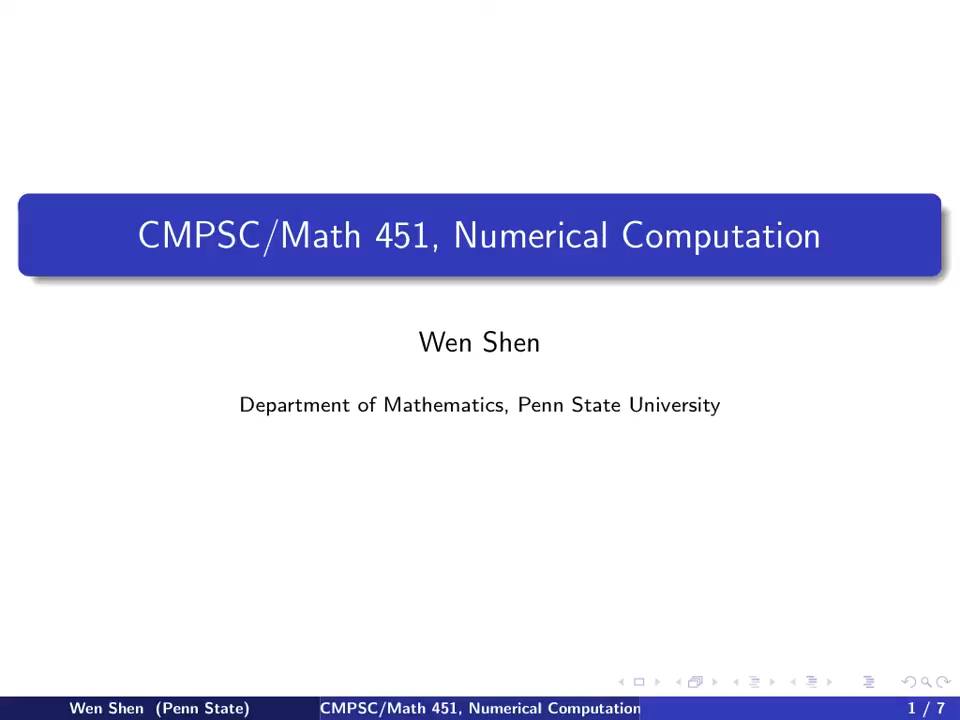 CMPSC/Math 451, Numerical Computation
Wen Shen
Department of Mathematics, Penn State University
Wen Shen (Penn State)
CMPSC/Math 451, Numerical Computation
1 / 7